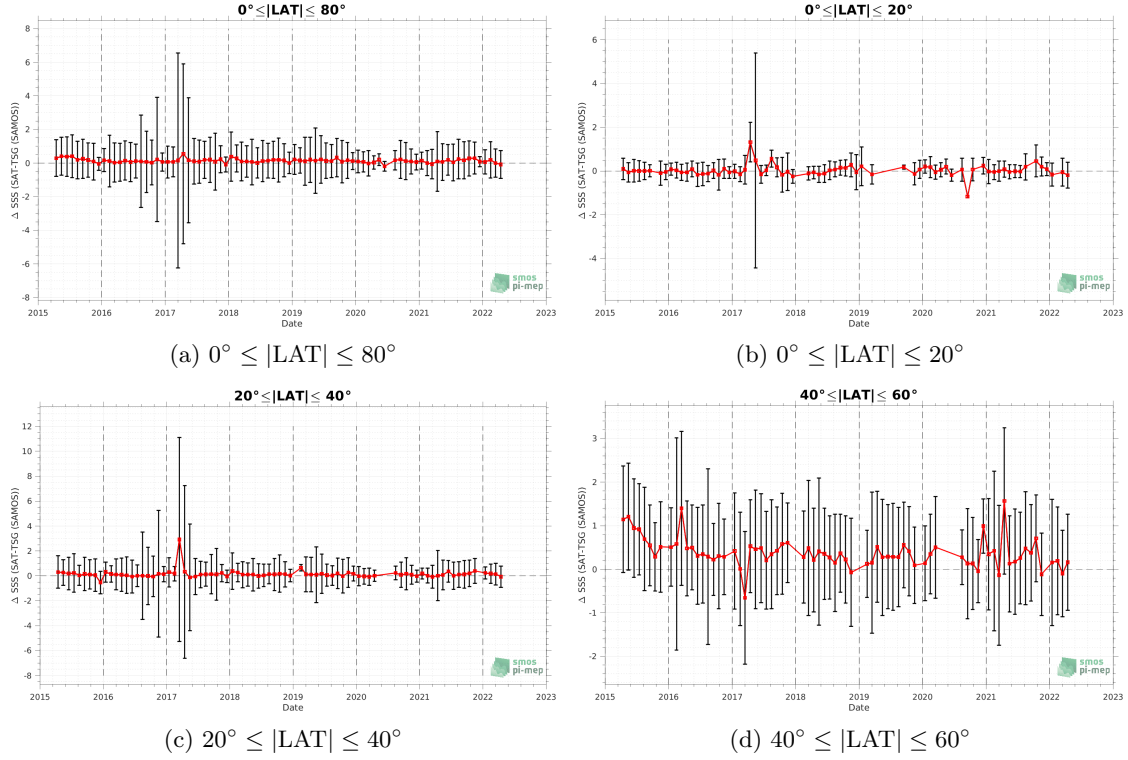 0°≤|LAT|≤ 80°
Δ SSS (SAT-TSG (SAMOS))
8
6
4
2
0
-2
-4
-6
-8
2015 2016 2017 2018 2019 2020 2021 2022 2023
Date
smos
pi-mep
(a) 0° ≤ |LAT| ≤ 80°
0°≤|LAT|≤ 20°
Δ SSS (SAT-TSG (SAMOS))
6
4
2
0
-2
-4
2015 2016 2017 2018 2019 2020 2021 2022 2023
Date
smos
pi-mep
(b) 0° ≤ |LAT| ≤ 20°
20°≤|LAT|≤ 40°
Δ SSS (SAT-TSG (SAMOS))
12
10
8
6
4
2
0
-2
-4
-6
-8
2015 2016 2017 2018 2019 2020 2021 2022 2023
Date
smos
pi-mep
(c) 20° ≤ |LAT| ≤ 40°
40°≤|LAT|≤ 60°
Δ SSS (SAT-TSG (SAMOS))
3
2
1
0
-1
-2
2015 2016 2017 2018 2019 2020 2021 2022 2023
Date
smos
pi-mep
(d) 40° ≤ |LAT| ≤ 60°